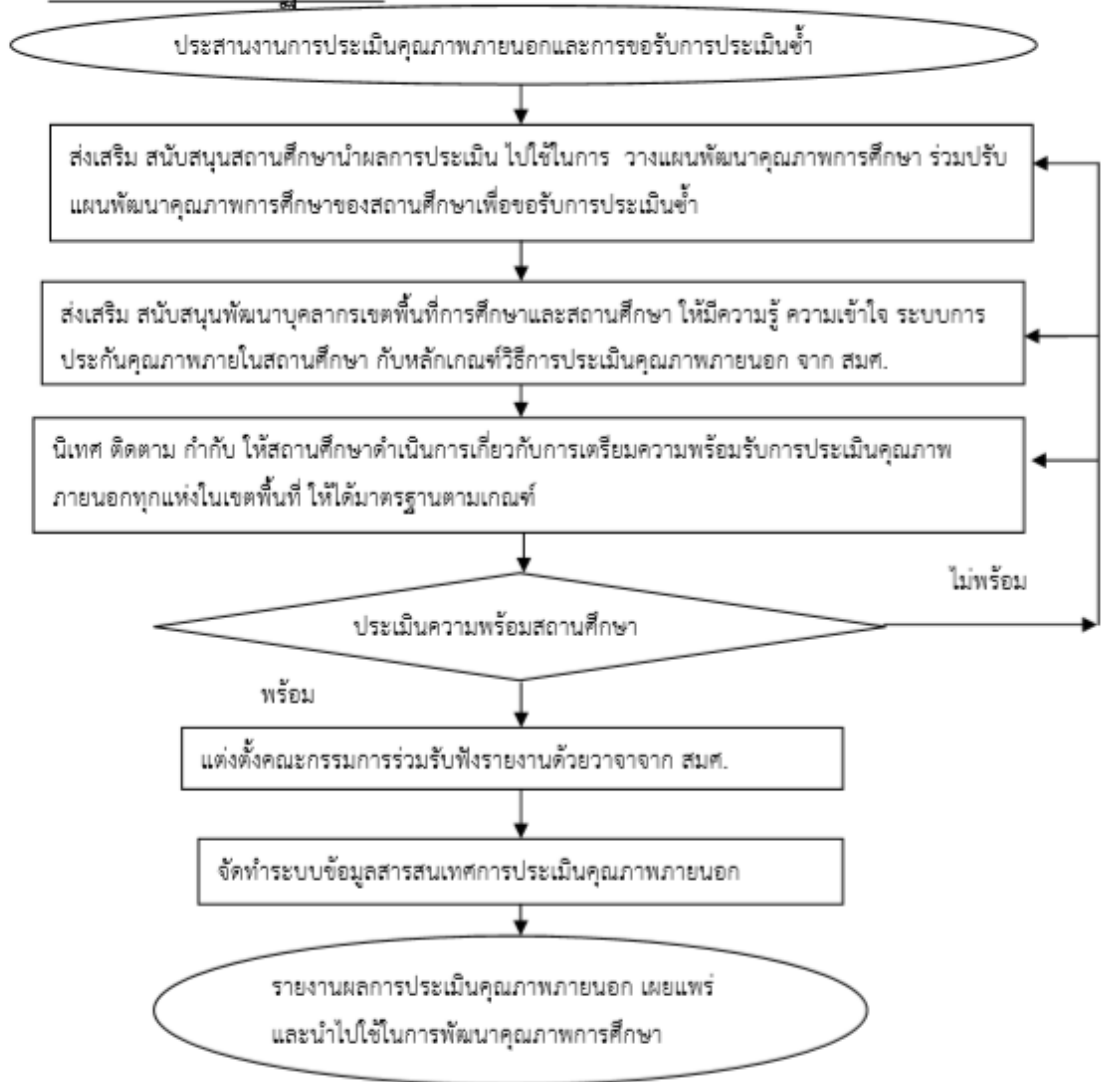 ประสานงานการประเมินคุณภาพภายนอกและการขอรับการประเมินซ้ำ
ส่งเสริม สนับสนุนสถานศึกษานำผลการประเมิน ไปใช้ในการ วางแผนพัฒนาคุณภาพการศึกษา ร่วมปรับ
แผนพัฒนาคุณภาพการศึกษาของสถานศึกษาเพื่อขอรับการประเมินซ้ำ
ส่งเสริม สนับสนุนพัฒนาบุคลากรเขตพื้นที่การศึกษาและสถานศึกษา ให้มีความรู้ ความเข้าใจ ระบบการ
ประกันคุณภาพภายในสถานศึกษา กับหลักเกณฑ์วิธีการประเมินคุณภาพภายนอก จาก สมศ.
นิเทศ ติดตาม กำกับ ให้สถานศึกษาดำเนินการเกี่ยวกับการเตรียมความพร้อมรับการประเมินคุณภาพ
ภายนอกทุกแห่งในเขตพื้นที่ ให้ได้มาตรฐานตามเกณฑ์
ไม่พร้อม
ประเมินความพร้อมสถานศึกษา
พร้อม
แต่งตั้งคณะกรรมการร่วมรับฟังรายงานด้วยวาจาจาก สมศ.
จัดทำระบบข้อมูลสารสนเทศการประเมินคุณภาพภายนอก
รายงานผลการประเมินคุณภาพภายนอก เผยแพร่
และนำไปใช้ในการพัฒนาคุณภาพการศึกษา